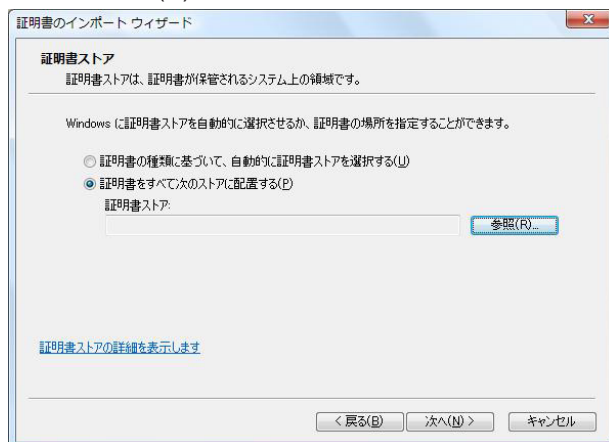 証明書のインポート ウィザード
証明書ストア
証明書ストアは、証明書が保管されるシステム上の領域です。
Windows に証明書ストアを自動的に選択させるか、証明書の場所を指定することができます。
証明書の種類に基づいて、自動的に証明書ストアを選択する(U)
証明書をすべて次のストアに配置する(P)
証明書ストア:
参照(R)...
証明書ストアの詳細を表示します
< 戻る(B) 次へ(N) > キャンセル